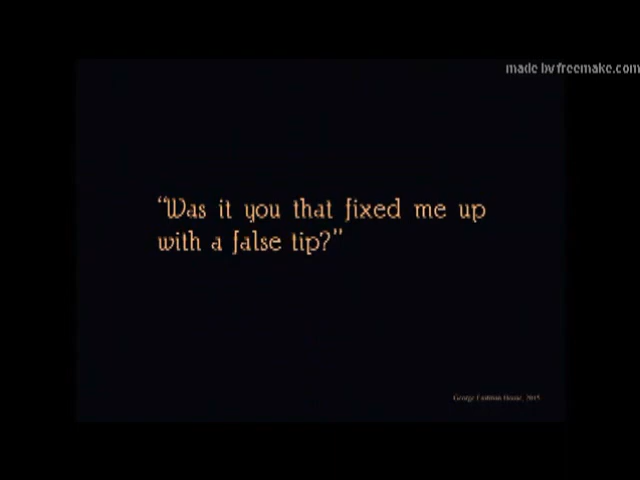 made by freemake.com
“Was it you that fixed me up
with a false tip?”
George Eastman House, 2015